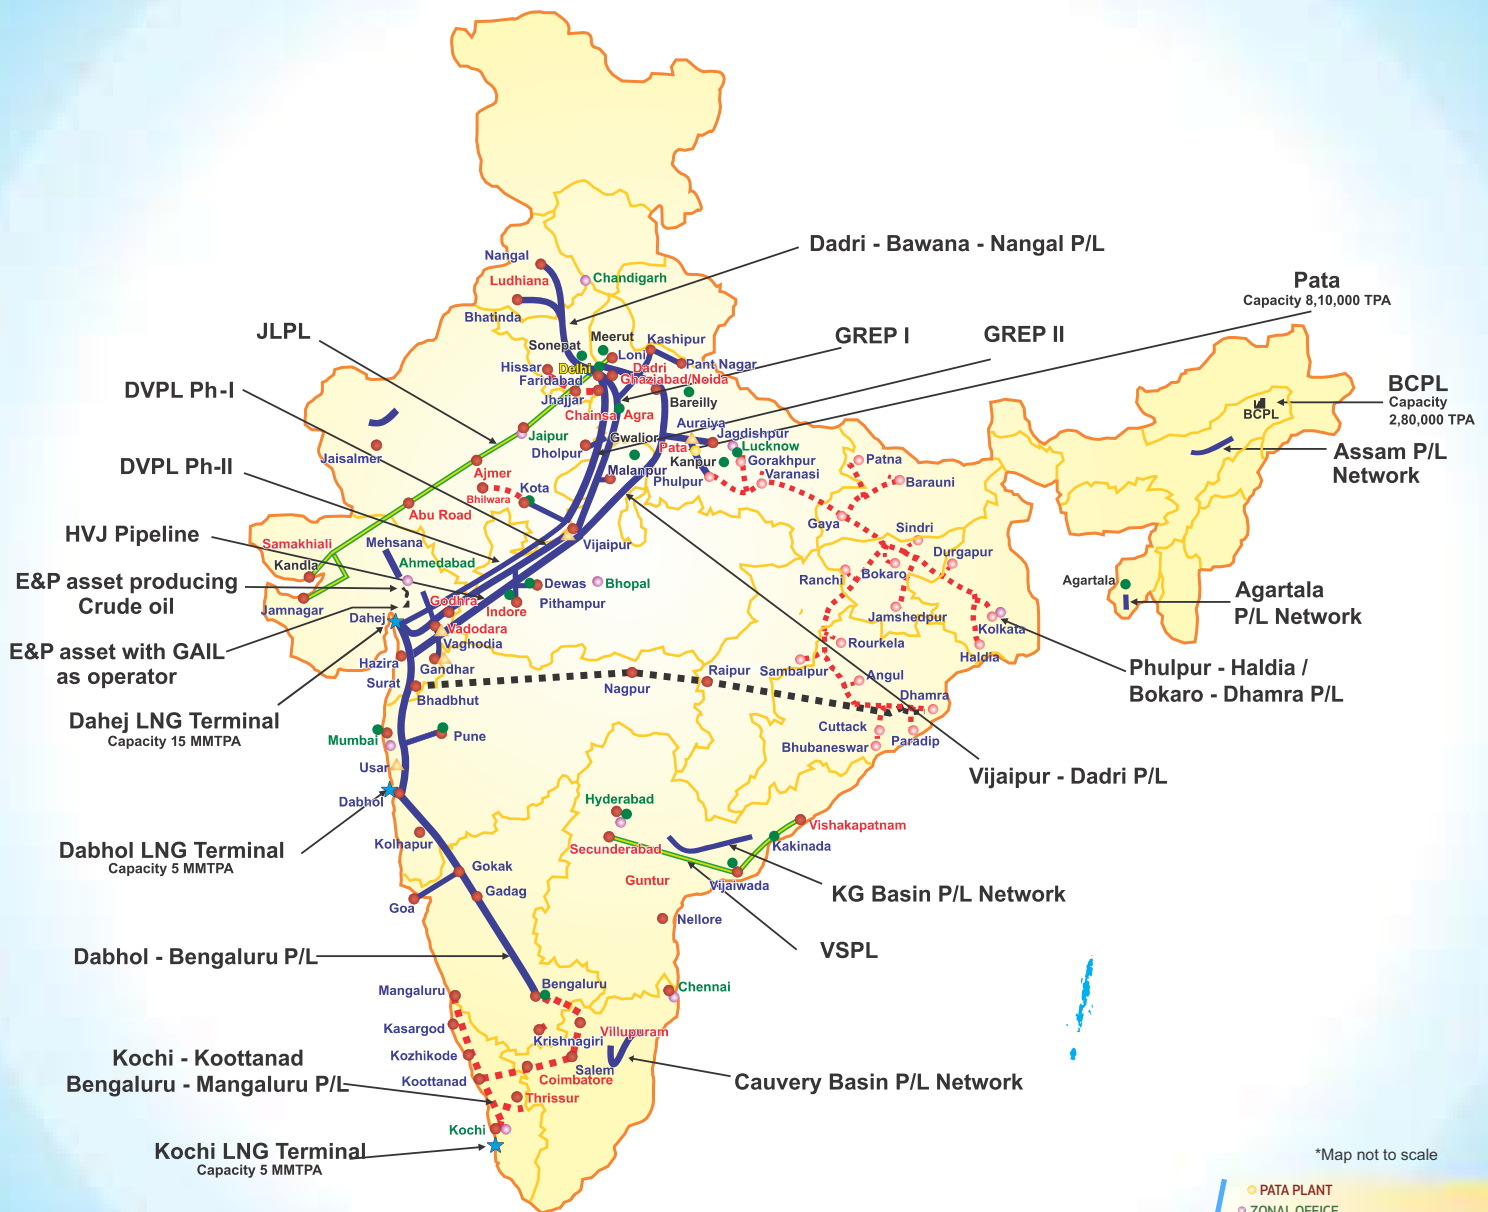 Dadri - Bawana - Nangal P/L
Nangal
Ludhiana
Chandigarh
Pata
Capacity 8,10,000 TPA
Bhatinda
JLPL
Meerut
Kashipur
GREP I
GREP II
Sonepat
Loni
Pant Nagar
Hissar
Delhi
Dadri
Faridabad
Ghaziabad/Noida
BCPL
Capacity
2,80,000 TPA
DVPL Ph-I
Jhajjar
Bareilly
BCPL
Chainsa
Agra
Auraiya
Jaipur
Gwalior
Jagdishpur
Dholpur
Pata
Lucknow
Assam P/L
Network
Jaisalmer
Kanpur
Gorakhpur
Patna
DVPL Ph-II
Ajmer
Malanpur
Varanasi
Phulpur
Barauni
Kota
Bhilwara
Abu Road
Gaya
Sindri
HVJ Pipeline
Samakhiali
Mehsana
Vijaipur
Durgapur
Kandla
Ahmedabad
E&P asset producing
Crude oil
Ranchi
Bokaro
Dewas
Bhopal
Agartala
Agartala
P/L Network
Godhra
Pithampur
Jamnagar
Indore
Dahej
Jamshedpur
Kolkata
Vadodara
Vaghodia
Rourkela
Haldia
E&P asset with GAIL
as operator
Hazira
Gandhar
Sambalpur
Phulpur - Haldia /
Bokaro - Dhamra P/L
Surat
Raipur
Angul
Nagpur
Bhadbhut
Dhamra
Dahej LNG Terminal
Capacity 15 MMTPA
Mumbai
Pune
Cuttack
Bhubaneswar
Paradip
Usar
Vijaipur - Dadri P/L
Dabhol
Hyderabad
Vishakapatnam
Kolhapur
Secunderabad
Kakinada
Dabhol LNG Terminal
Capacity 5 MMTPA
Gokak
Guntur
Vijaiwada
Gadag
KG Basin P/L Network
Goa
Nellore
VSPL
Dabhol - Bengaluru P/L
Mangaluru
Bengaluru
Chennai
Kasargod
Villupuram
Krishnagiri
Kozhikode
Salem
Kochi - Koottanad
Bengaluru - Mangaluru P/L
Koottanad
Coimbatore
Cauvery Basin P/L Network
Thrissur
Kochi
Kochi LNG Terminal
Capacity 5 MMTPA
*Map not to scale
PATA PLANT
ZONAL OFFICE